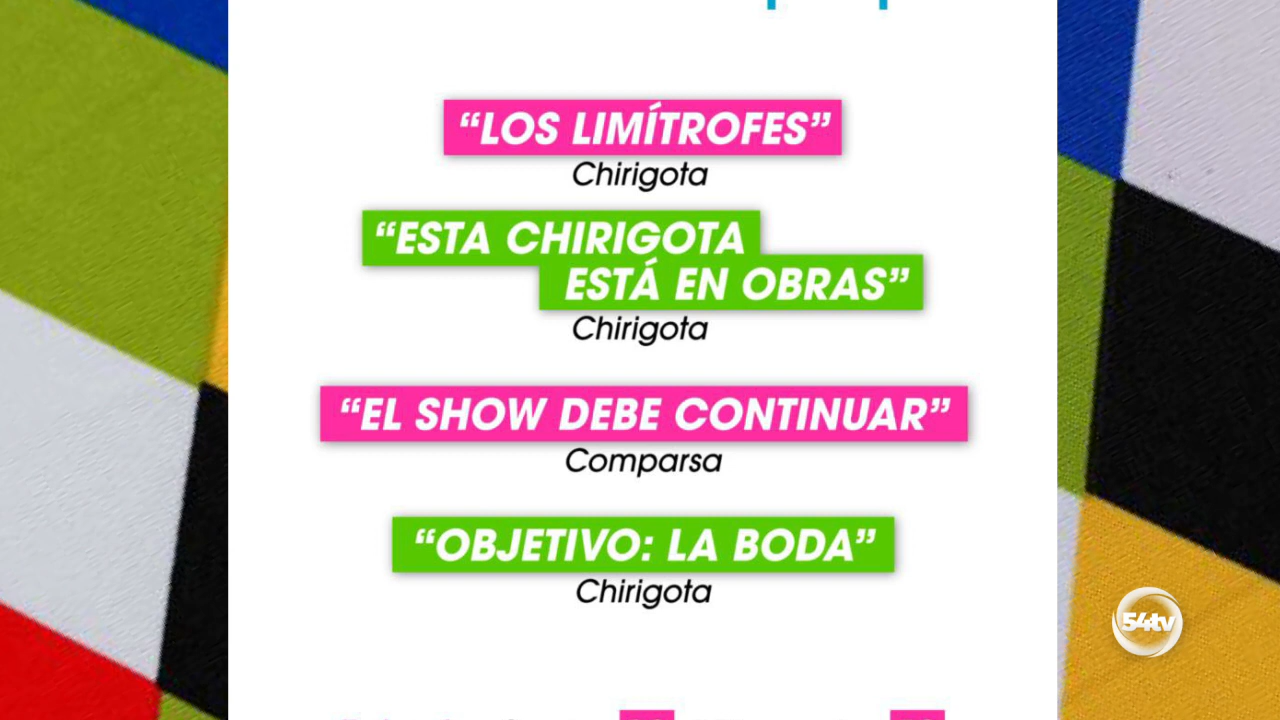 “LOS LIMÍTROFES”
Chirigota
“ESTA CHIRIGOTA
ESTÁ EN OBRAS”
Chirigota
“EL SHOW DEBE CONTINUAR”
Comparsa
“OBJETIVO: LA BODA”
Chirigota
54tv